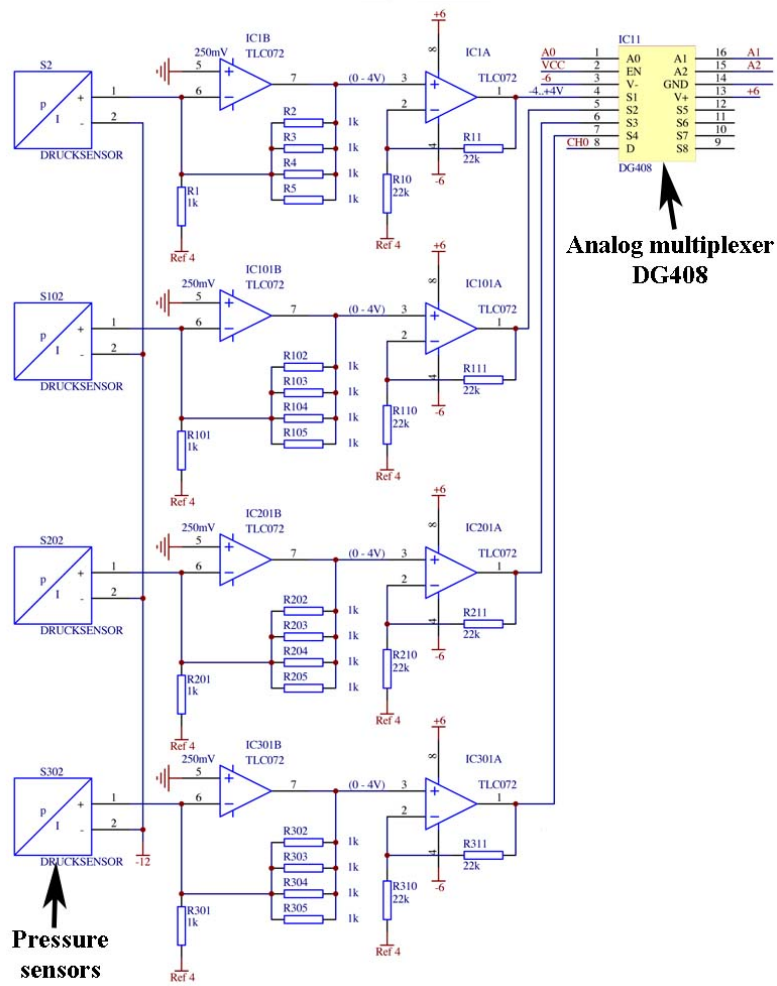 S2
p
I
+
-
1
2
DRUCKSENSOR
IC1B
TLC072
250mV
5
6
7
+
−
(0 - 4V)
R1
1k
Ref 4
R2
1k
R3
1k
R4
1k
R5
1k
+6
8
IC1A
TLC072
3
2
1
+
−
4
-6
-4..+4V
R11
22k
R10
22k
Ref 4
IC11
A0
VCC
-6
CH0
1
2
3
4
5
6
7
8
A0
EN
V-
S1
S2
S3
S4
D
A1
A2
GND
V+
S5
S6
S7
S8
16
15
14
13
12
11
10
9
A1
A2
+6
DG408
Analog multiplexer
DG408
S102
p
I
+
-
1
2
DRUCKSENSOR
IC101B
TLC072
250mV
5
6
7
+
−
(0 - 4V)
R101
1k
Ref 4
R102
1k
R103
1k
R104
1k
R105
1k
+6
8
IC101A
TLC072
3
2
1
+
−
4
-6
R111
22k
R110
22k
Ref 4
S202
p
I
+
-
1
2
DRUCKSENSOR
IC201B
TLC072
250mV
5
6
7
+
−
(0 - 4V)
R201
1k
Ref 4
R202
1k
R203
1k
R204
1k
R205
1k
+6
8
IC201A
TLC072
3
2
1
+
−
4
-6
R211
22k
R210
22k
Ref 4
S302
p
I
+
-
1
2
DRUCKSENSOR
-12
IC301B
TLC072
250mV
5
6
7
+
−
(0 - 4V)
R301
1k
Ref 4
R302
1k
R303
1k
R304
1k
R305
1k
+6
8
IC301A
TLC072
3
2
1
+
−
4
-6
R311
22k
R310
22k
Ref 4
Pressure
sensors